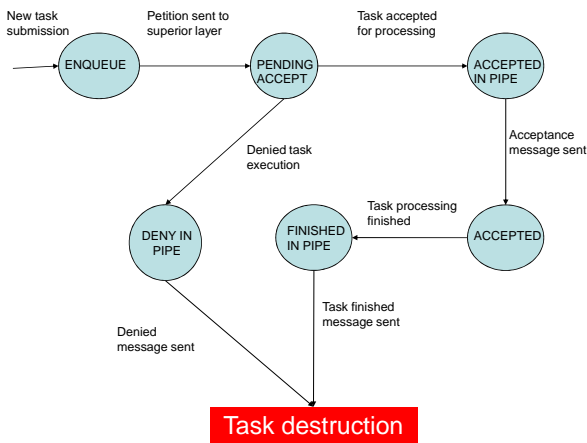 New task
submission
Petition sent to
superior layer
Task accepted
for processing
ENQUEUE
PENDING
ACCEPT
ACCEPTED
IN PIPE
Denied task
execution
Acceptance
message sent
Task processing
finished
DENY IN
PIPE
FINISHED
IN PIPE
ACCEPTED
Denied
message sent
Task finished
message sent
Task destruction